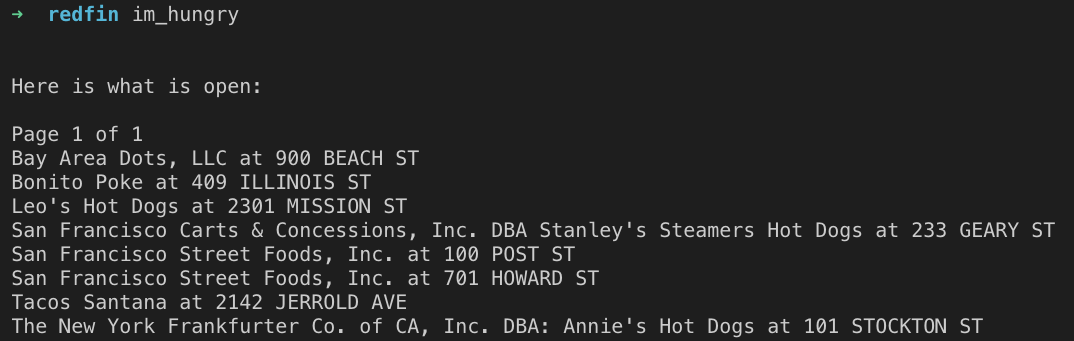 → redfin im_hungry
Here is what is open:
Page 1 of 1
Bay Area Dots, LLC at 900 BEACH ST
Bonito Poke at 409 ILLINOIS ST
Leo's Hot Dogs at 2301 MISSION ST
San Francisco Carts & Concessions, Inc. DBA Stanley's Steamers Hot Dogs at 233 GEARY ST
San Francisco Street Foods, Inc. at 100 POST ST
San Francisco Street Foods, Inc. at 701 HOWARD ST
Tacos Santana at 2142 JERROLD AVE
The New York Frankfurter Co. of CA, Inc. DBA: Annie's Hot Dogs at 101 STOCKTON ST